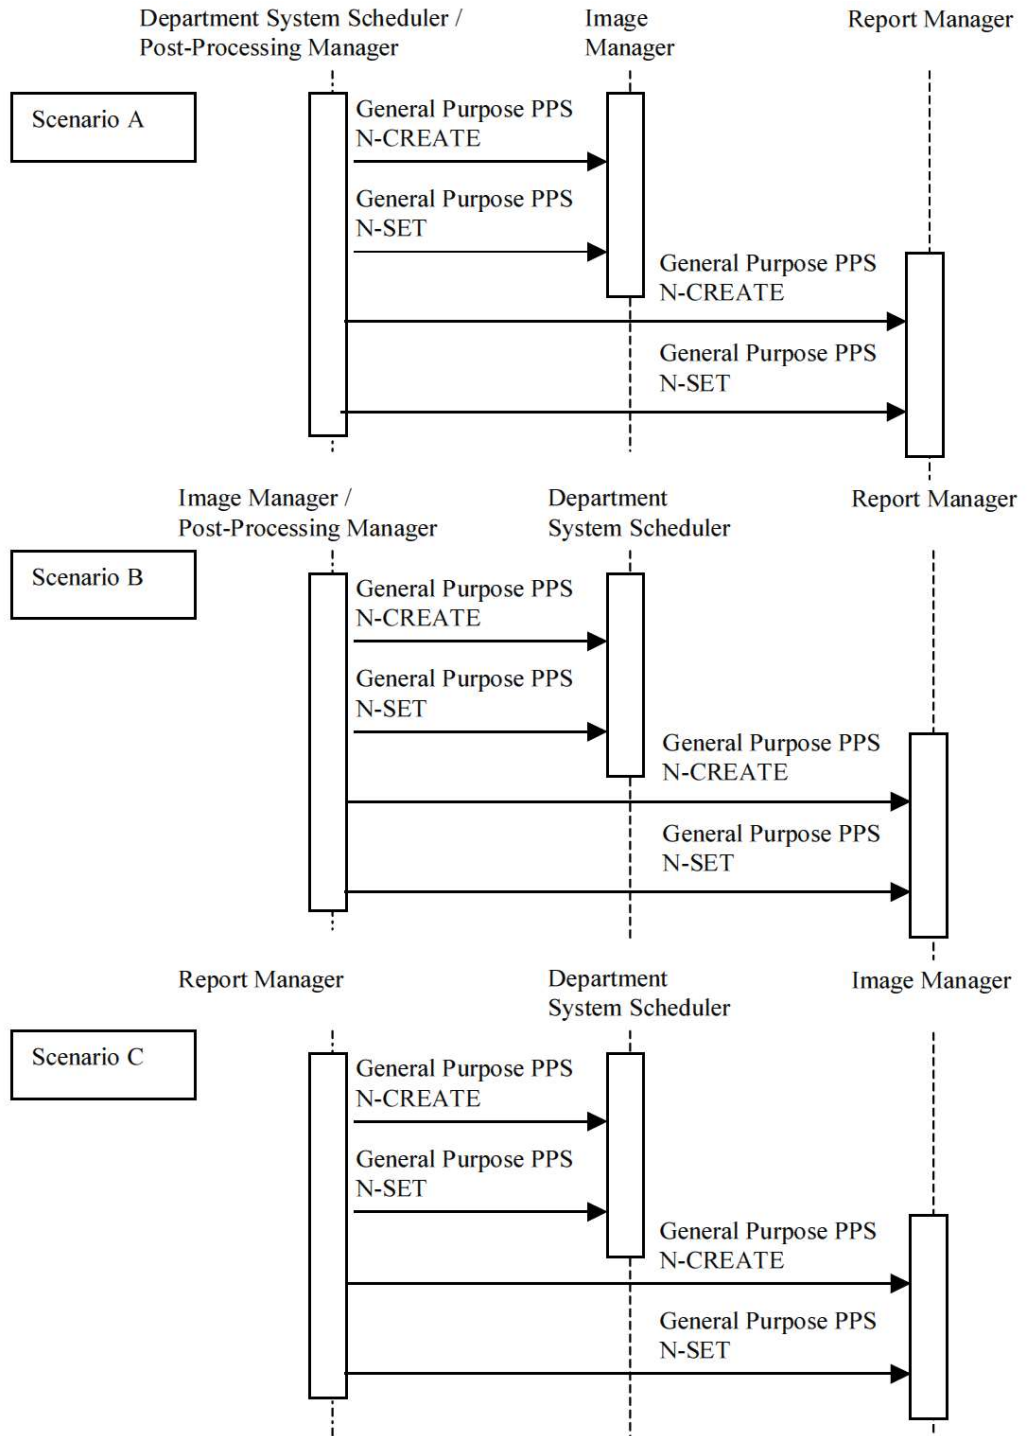 Department System Scheduler /
Post-Processing Manager
Image
Manager
Report Manager
Scenario A
General Purpose PPS
N-CREATE
General Purpose PPS
N-SET
General Purpose PPS
N-CREATE
General Purpose PPS
N-SET
Image Manager /
Post-Processing Manager
Department
System Scheduler
Report Manager
Scenario B
General Purpose PPS
N-CREATE
General Purpose PPS
N-SET
General Purpose PPS
N-CREATE
General Purpose PPS
N-SET
Report Manager
Department
System Scheduler
Image Manager
Scenario C
General Purpose PPS
N-CREATE
General Purpose PPS
N-SET
General Purpose PPS
N-CREATE
General Purpose PPS
N-SET